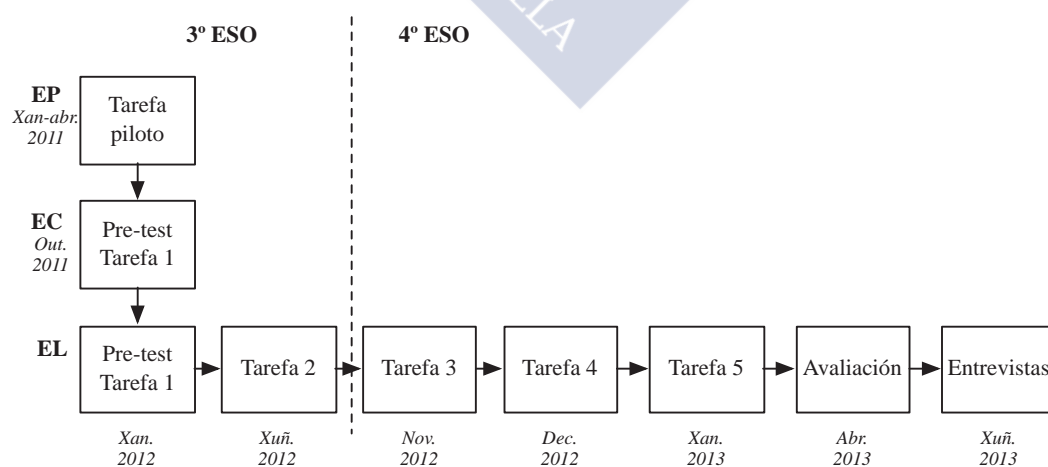 ELLA
3º ESO
4º ESO
EP
Xan-abr.
2011
Tarefa
piloto
EC
Out.
2011
Pre-test
Tarefa 1
EL
Pre-test
Tarefa 1
Tarefa 2
Tarefa 3
Tarefa 4
Tarefa 5
Avaliación
Entrevistas
Xan.
2012
Xuñ.
2012
Nov.
2012
Dec.
2012
Xan.
2013
Abr.
2013
Xuñ.
2013